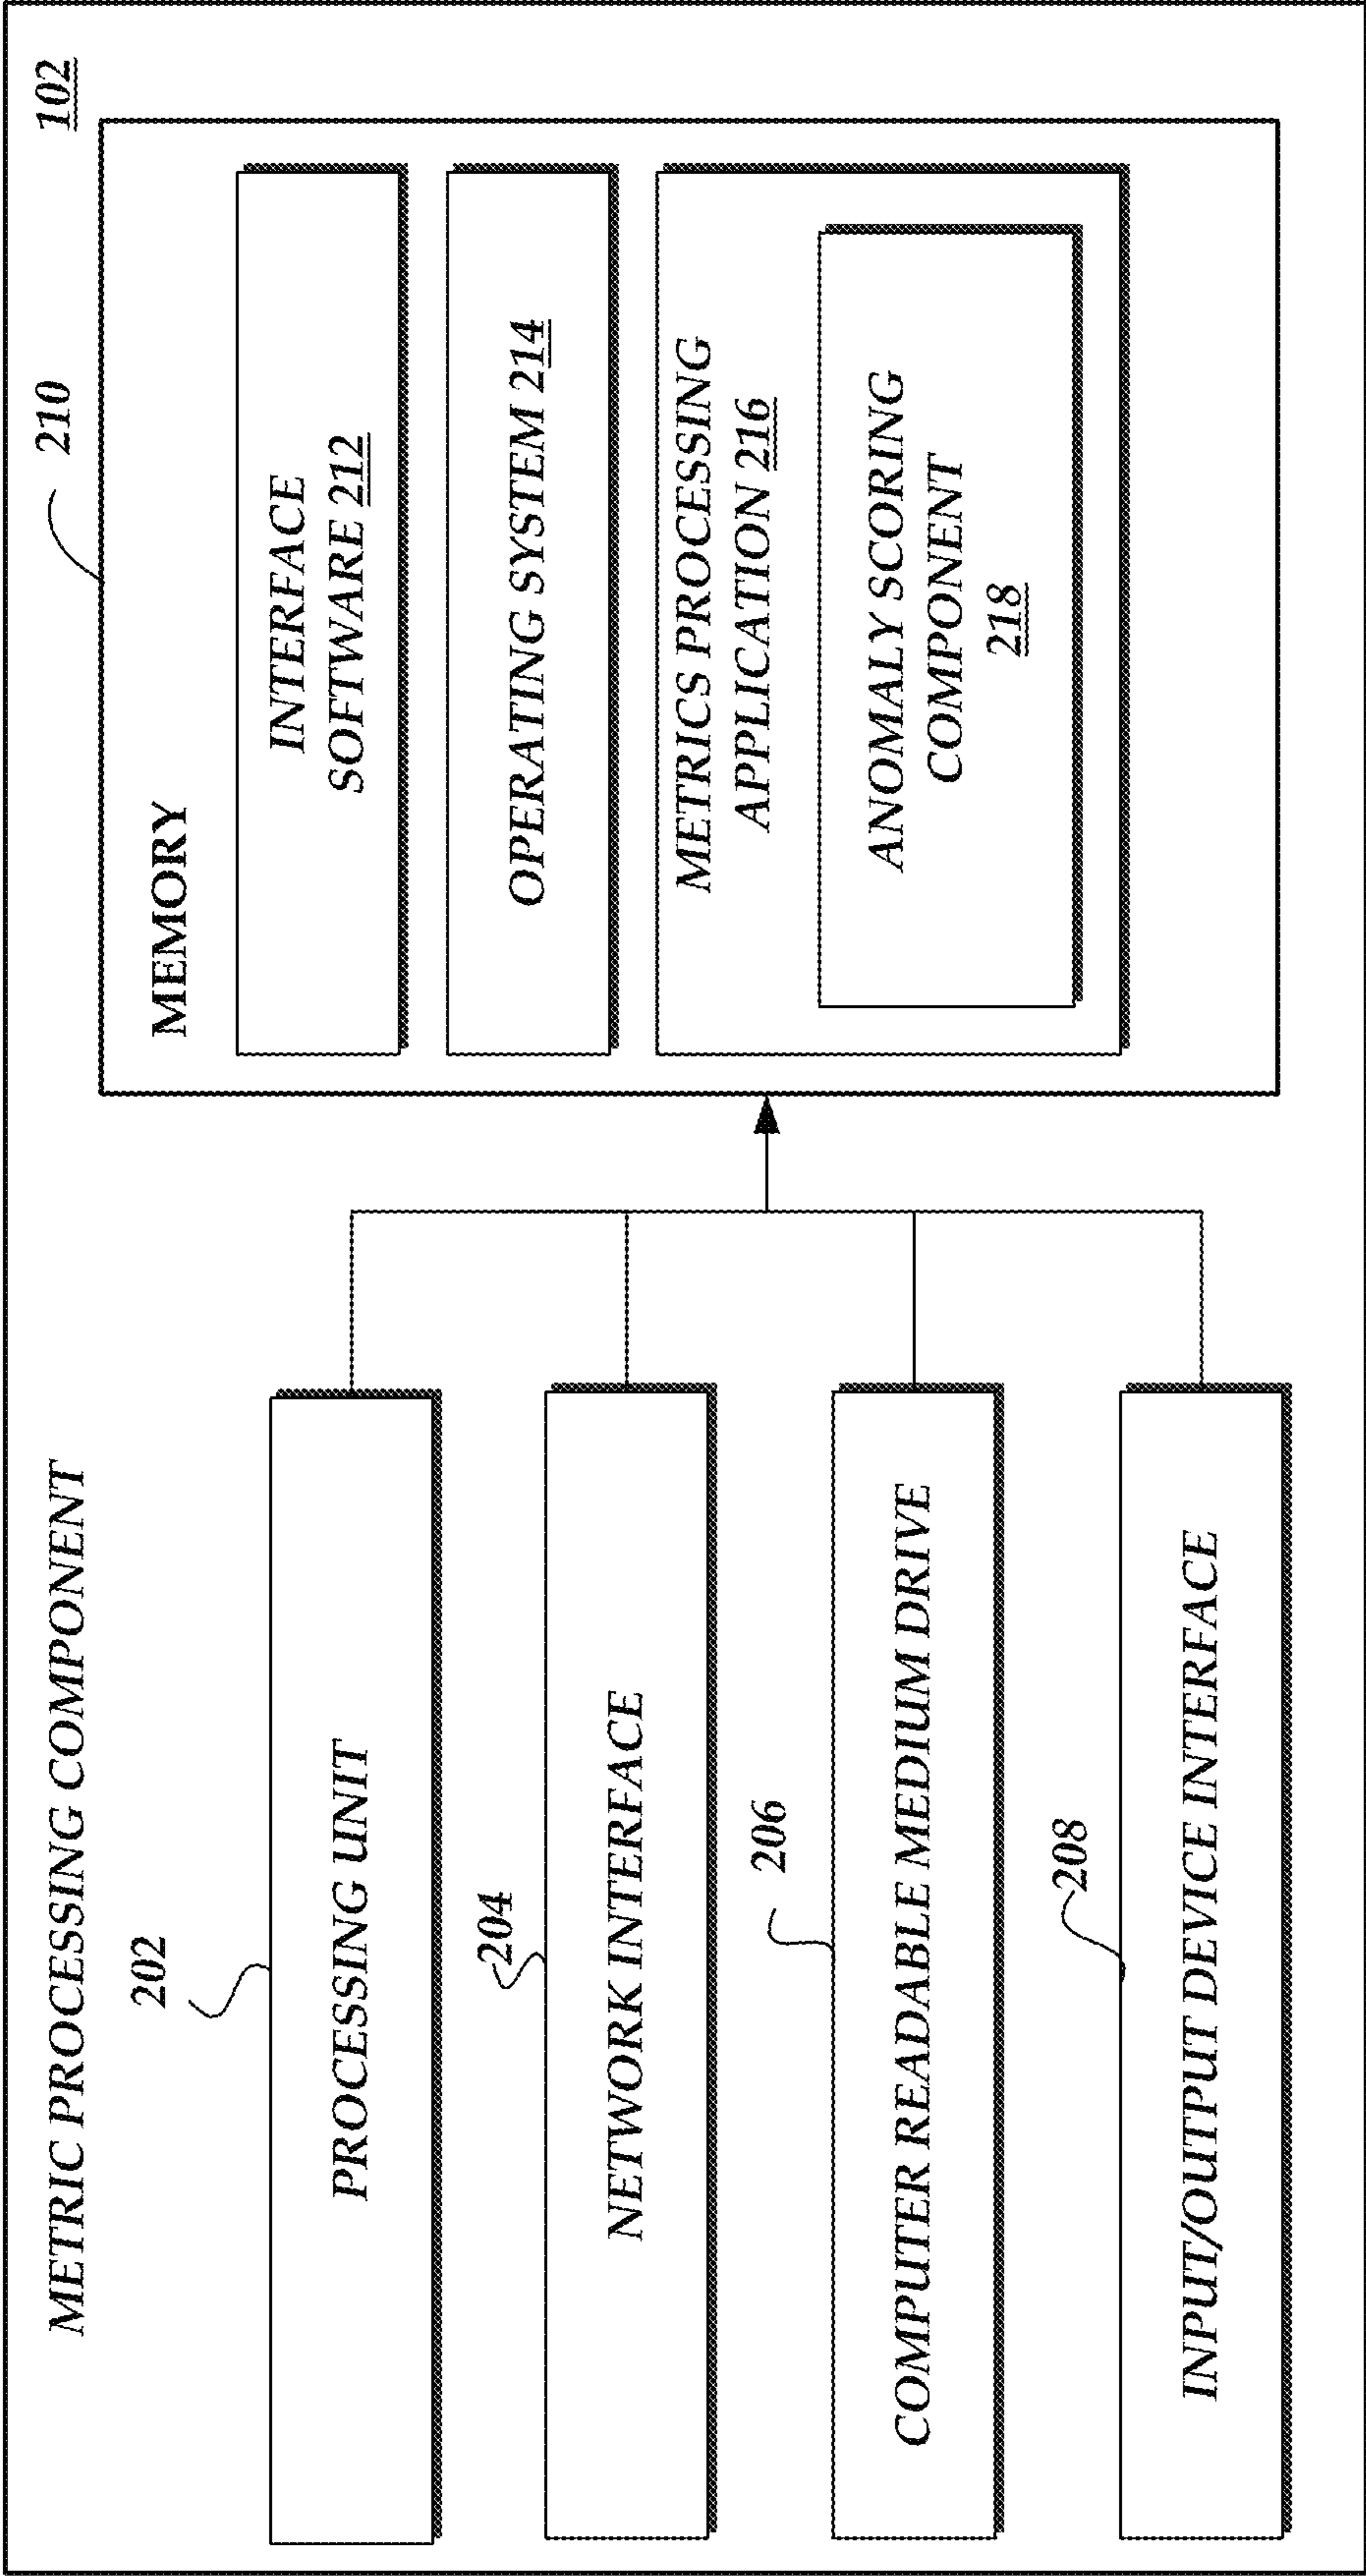 METRIC PROCESSING COMPONENT
102
202
PROCESSING UNIT
204
NETWORK INTERFACE
206
COMPUTER READABLE MEDIUM DRIVE
208
INPUT/OUTPUT DEVICE INTERFACE
210
MEMORY
INTERFACE
SOFTWARE 212
OPERATING SYSTEM 214
METRICS PROCESSING
APPLICATION 216
ANOMALY SCORING
COMPONENT
218